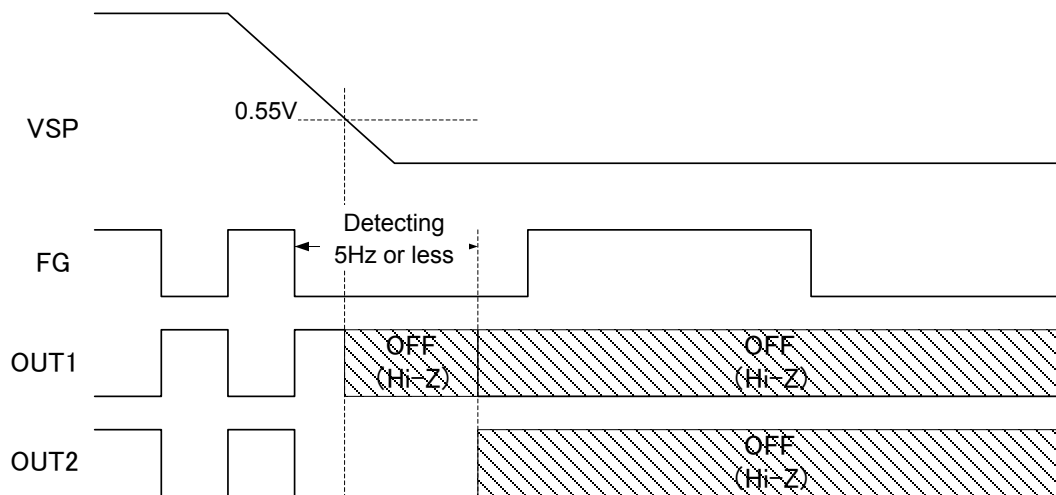 VSP
0.55V
FG
Detecting
5Hz or less
OUT1
OFF
(Hi-Z)
OFF
(Hi-Z)
OUT2
OFF
(Hi-Z)